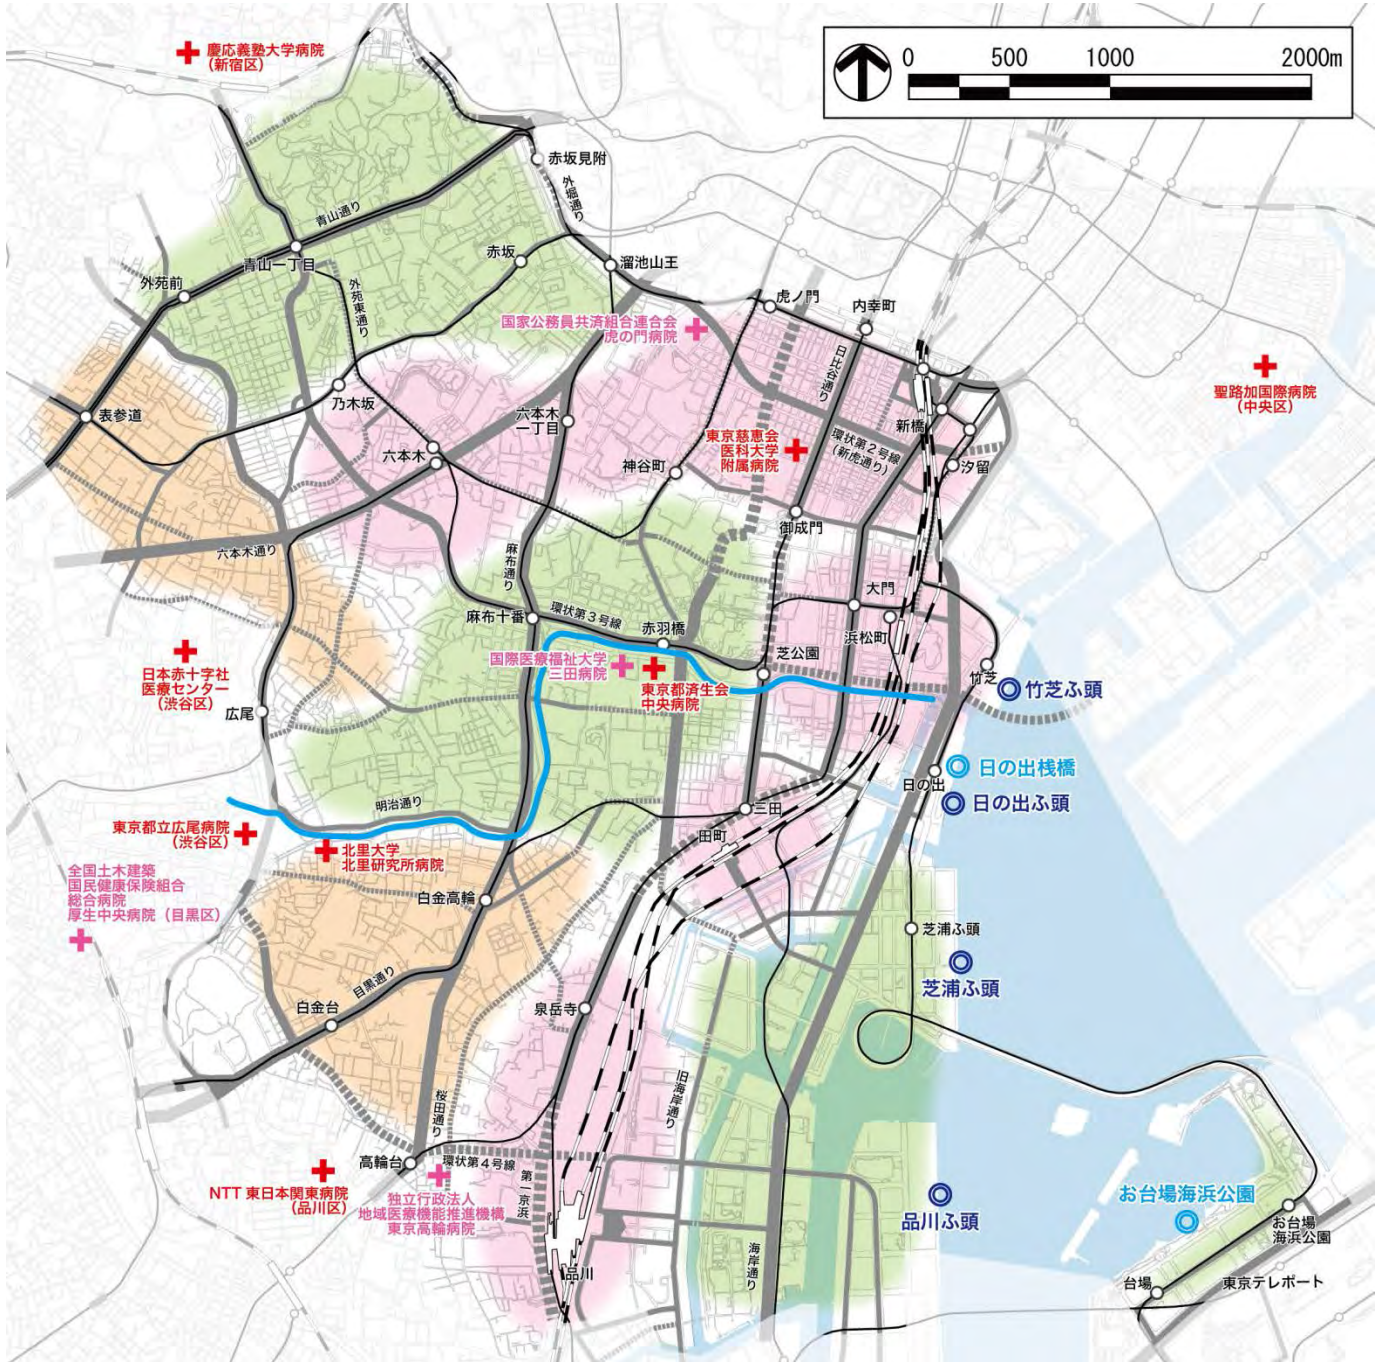 慶応義塾大学病院
(新宿区)
0 500 1000 2000m
赤坂見附
外堀通り
青山通り
赤坂
溜池山王
青山一丁目
外苑前
外苑東通り
虎ノ門
内幸町
国家公務員共済組合連合会
虎の門病院
日比谷通り
聖路加国際病院
(中央区)
表参道
乃木坂
六本木
一丁目
新橋
東京慈恵会
医科大学
附属病院
環状第2号線
(新虎通り)
六本木
神谷町
汐留
御成門
六本木通り
麻布通り
大門
麻布十番
環状第3号線
赤羽橋
浜松町
国際医療福祉大学
三田病院
芝公園
日本赤十字社
医療センター
(渋谷区)
東京都済生会
中央病院
竹芝
竹芝ふ頭
広尾
日の出桟橋
日の出
日の出ふ頭
明治通り
三田
東京都立広尾病院
(渋谷区)
田町
北里大学
北里研究所病院
全国土木建築
国民健康保険組合
総合病院
厚生中央病院(目黒区)
白金高輪
芝浦ふ頭
目黒通り
芝浦ふ頭
白金台
泉岳寺
旧海岸通り
桜田通り
高輪台
環状第4号線
第一京浜
NTT 東日本関東病院
(品川区)
独立行政法人
地域医療機能推進機構
東京高輪病院
品川ふ頭
お台場海浜公園
お台場
海浜公園
海岸通り
品川
台場
東京テレポート